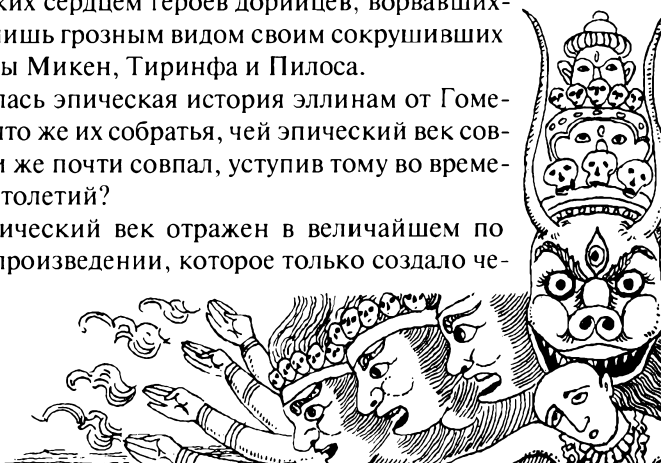 ких сердцем героев дорийцев, ворвавших-
лишь грозным видом своим сокрушивших
ы Микен, Тиринфа и Пилоса.
лась эпическая история эллинам от Гоме-
что же их собратья, чей эпический век сов-
и же почти совпал, уступив тому во време-
столетий?
ический век отражен в величайшем по
произведении, которое только создало че-